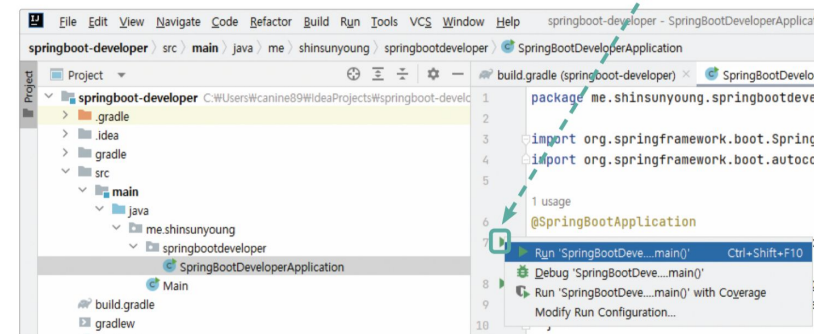 File Edit View Navigate Code Refactor Build Run Tools VCS Window Help springboot-developer - SpringBootDeveloperApplicat
springboot-developer src main java me shinsunyoung springbootdeveloper SpringBootDeveloperApplication
Project
Project
build.gradle (springboot-developer) SpringBootDevelo
springboot-developer C:₩Users₩canine89₩IdeaProjects₩springboot-develo
.gradle
.idea
gradle
src
main
java
me.shinsunyoung
springbootdeveloper
SpringBootDeveloperApplication
Main
build.gradle
gradlew
1 package me.shinsunyoung.springbootdeve
2
3 import org.springframework.boot.Spring
4 import org.springframework.boot.autoco
5
1 usage
6 @SpringBootApplication
7
Run 'SpringBootDeve....main()' Ctrl+Shift+F10
Debug 'SpringBootDeve....main()'
8
Run 'SpringBootDeve....main()' with Coverage
9
Modify Run Configuration...
10